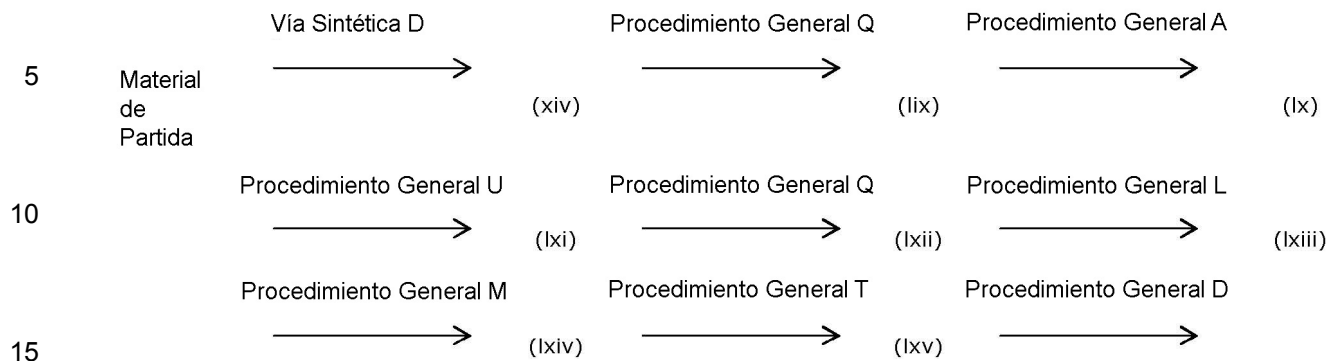 Vía Sintética D Procedimiento General Q Procedimiento General A
5 Material
de
Partida
(xiv) (lix) (lx)
Procedimiento General U Procedimiento General Q Procedimiento General L
10
(lxi) (lxii) (lxiii)
Procedimiento General M Procedimiento General T Procedimiento General D
15 (lxiv) (lxv)